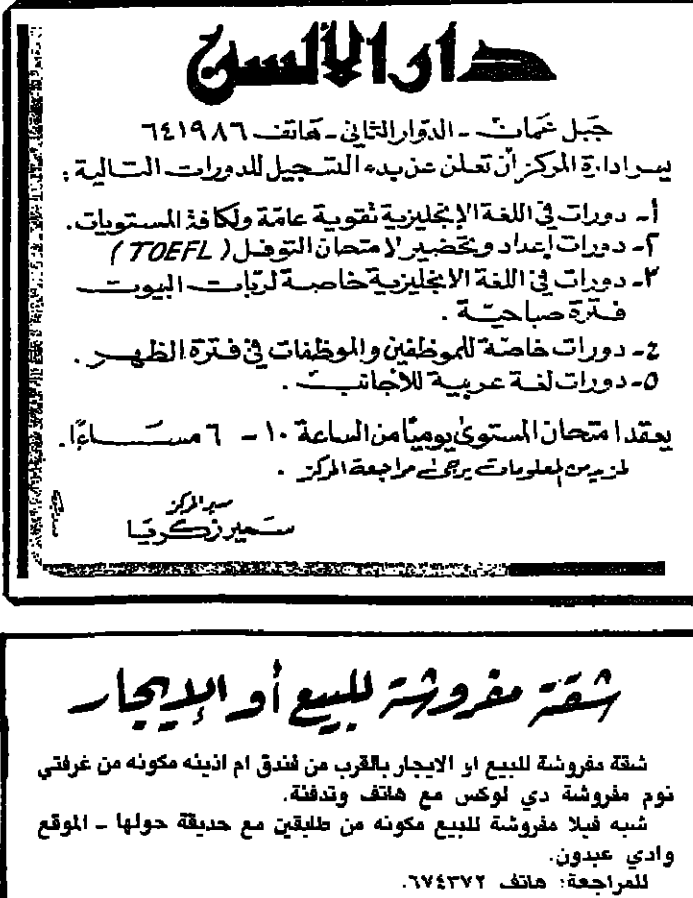 دار الألسن
جبل عمان - الدوار الثاني - هاتف ٦٤١٩٨٦
يسر ادارة المركز أن تعلن عن بدء التسجيل للدورات التالية :
أ- دورات في اللغة الإنجليزية تقوية عامة ولكافة المستويات.
٢- دورات إعداد وتحضير لامتحان التوفل ( TOEFL )
٣- دورات في اللغة الانجليزية خاصة لربات البيوت
فترة صباحية .
٤- دورات خاصة للموظفين والموظفات في فترة الظهر .
٥- دورات لغة عربية للأجانب .
يعقد امتحان المستوى يوميًا من الساعة ١٠ - ٦ مساءًا.
لمزيد من المعلومات يرجى مراجعة المركز .
مدير المركز
سمير زكريا
شقة مفروشة للبيع أو الإيجار
شقة مفروشة للبيع او الايجار بالقرب من فندق ام اذينه مكونه من غرفتي
نوم مفروشة دي لوكس مع هاتف وتدفئة.
شبه فيلا مفروشة للبيع مكونه من طابقين مع حديقة حولها - الموقع
وادي عبدون.
للمراجعة: هاتف ٦٧٤٣٧٢.